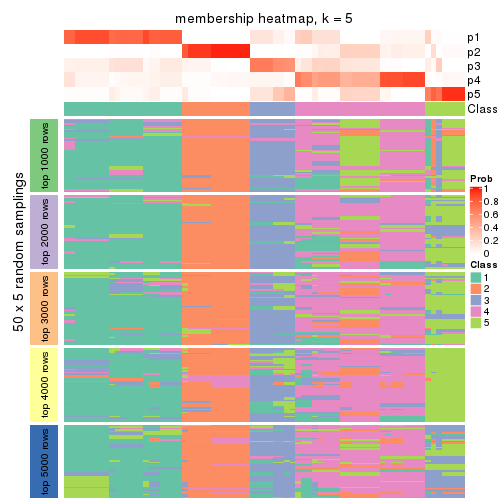 membership heatmap, k = 5
p1
p2
p3
p4
p5
Class
50 x 5 random samplings
top 1000 rows
top 2000 rows
top 3000 rows
top 4000 rows
top 5000 rows
Prob
1
0.8
0.6
0.4
0.2
0
Class
1
2
3
4
5